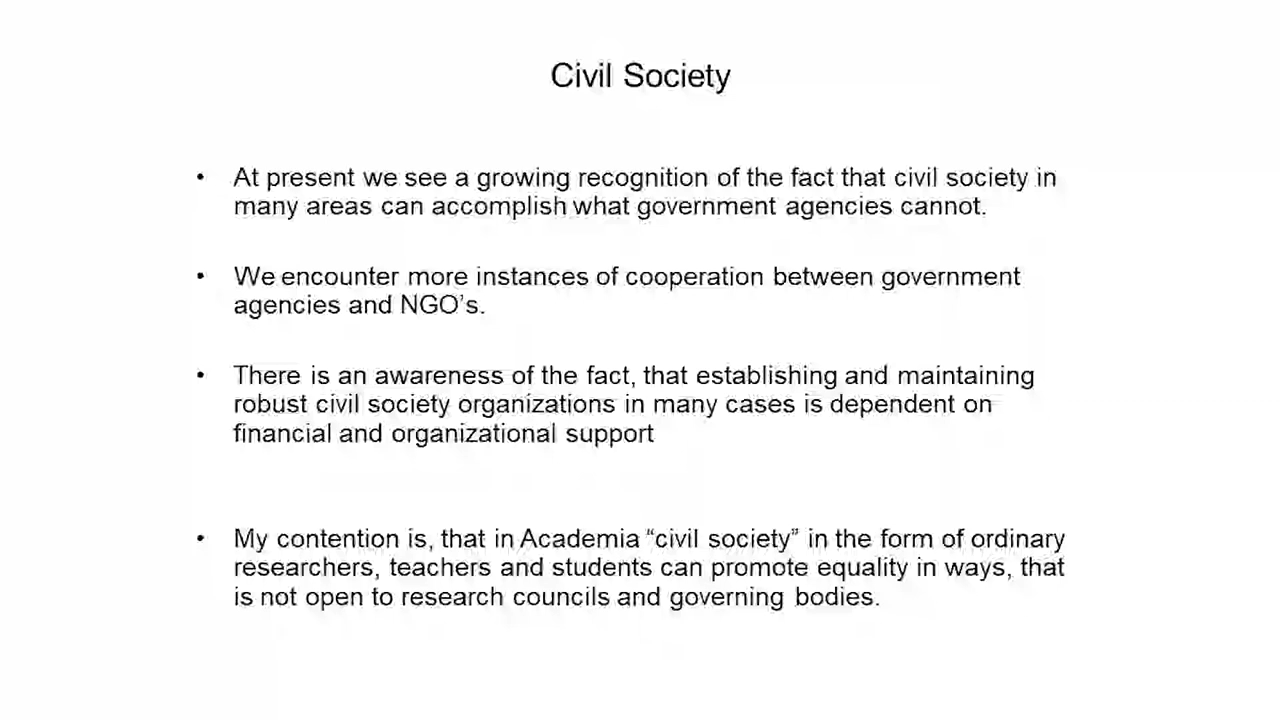 Civil Society
• At present we see a growing recognition of the fact that civil society in
many areas can accomplish what government agencies cannot.
• We encounter more instances of cooperation between government
agencies and NGO’s.
• There is an awareness of the fact, that establishing and maintaining
robust civil society organizations in many cases is dependent on
financial and organizational support
• My contention is, that in Academia “civil society” in the form of ordinary
researchers, teachers and students can promote equality in ways, that
is not open to research councils and governing bodies.